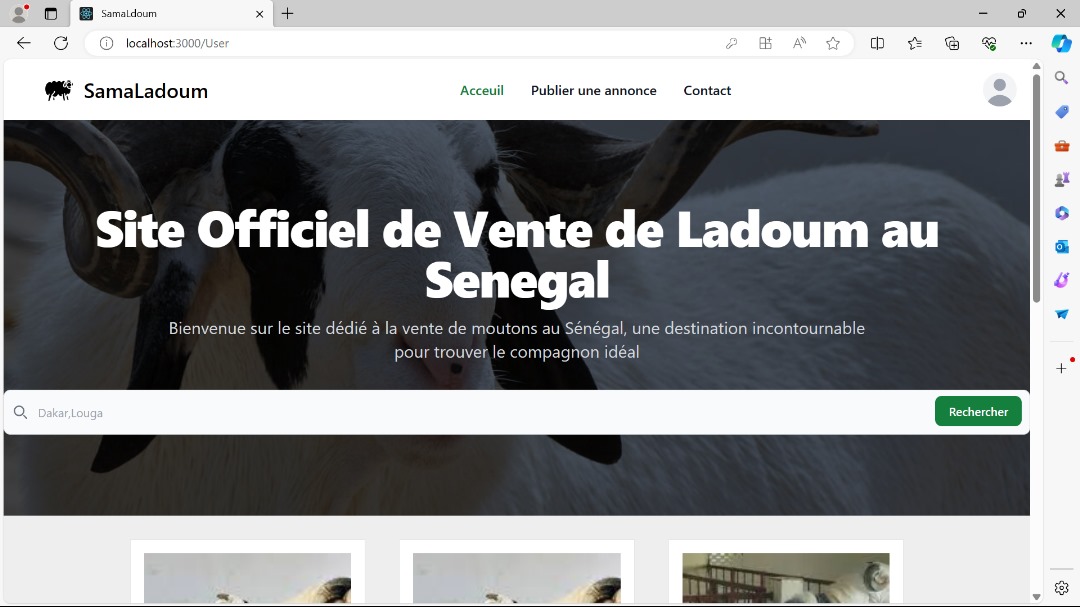 SamaLdoum
localhost:3000/User
SamaLadoum
Acceuil
Publier une annonce
Contact
Site Officiel de Vente de Ladoum au
Senegal
Bienvenue sur le site dédié à la vente de moutons au Sénégal, une destination incontournable
pour trouver le compagnon idéal
Dakar,Louga
Rechercher